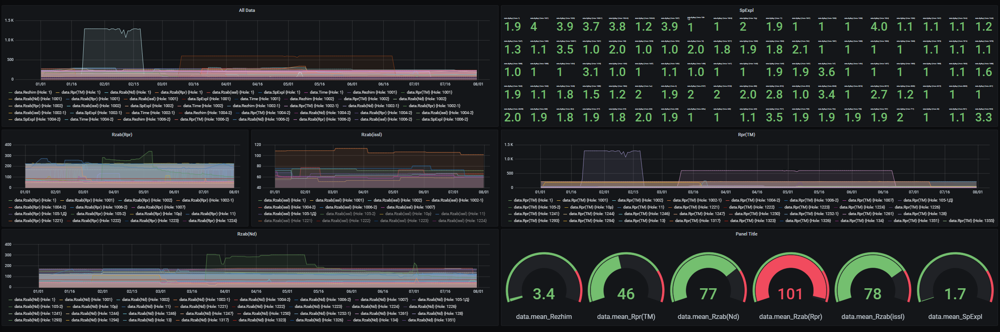 All Data
1.5 K
1.0 K
500
0
01/01 01/16 02/01 02/15 03/01 03/16 04/01 04/16 05/01 05/16 06/01 06/16 07/01 07/16 08/01
data.Rezhim {Hole: 1} data.Rpr(TM) {Hole: 1} data.Rzab(Nd) {Hole: 1} data.Rzab(Rpr) {Hole: 1} data.Rzab(issl) {Hole: 1} data.SpExpl {Hole: 1} data.Time {Hole: 1} data.Rezhim {Hole: 1001} data.Rpr(TM) {Hole: 1001}
data.Rzab(Nd) {Hole: 1001} data.Rzab(Rpr) {Hole: 1001} data.Rzab(issl) {Hole: 1001} data.SpExpl {Hole: 1001} data.Time {Hole: 1001} data.Rezhim {Hole: 1002} data.Rpr(TM) {Hole: 1002} data.Rzab(Nd) {Hole: 1002}
data.Rzab(Rpr) {Hole: 1002} data.Rzab(issl) {Hole: 1002} data.SpExpl {Hole: 1002} data.Time {Hole: 1002} data.Rezhim {Hole: 1002-1} data.Rpr(TM) {Hole: 1002-1} data.Rzab(Nd) {Hole: 1002-1} data.Rzab(Rpr) {Hole: 1002-1}
data.Rzab(issl) {Hole: 1002-1} data.SpExpl {Hole: 1002-1} data.Time {Hole: 1002-1} data.Rezhim {Hole: 1004-2} data.Rpr(TM) {Hole: 1004-2} data.Rzab(Nd) {Hole: 1004-2} data.Rzab(Rpr) {Hole: 1004-2} data.Rzab(issl) {Hole: 1004-2}
data.SpExpl {Hole: 1004-2} data.Time {Hole: 1004-2} data.Rezhim {Hole: 1006-2} data.Rpr(TM) {Hole: 1006-2} data.Rzab(Nd) {Hole: 1006-2} data.Rzab(Rpr) {Hole: 1006-2} data.Rzab(issl) {Hole: 1006-2} data.SpExpl {Hole: 1006-2}
SpExpl
1.9 4 3.9 3.7 3.8 1.2 3.9 1 1 2 1.9 1 1 1 4.0 1.1 1.1 1.1 1.2
1.3 1.1 3.5 1.0 2.0 1.0 1.0 2.0 1.8 1.9 1.8 2.1 1 1 1 1 1.1 1.1 1.1
1.0 1 1 3.1 1.0 1 1.1 1.0 1 1 1.9 1.9 3.6 1 1 1 1 1.1 1.6
1.9 1.1 1.8 1.5 1.2 2 1.9 2 2 2.0 2.8 1.0 3.4 1 2.7 1.2 1 1 1
2.0 1.9 1.8 1.9 1.8 2.0 1.9 1 1 1.1 3.5 1.9 1.9 1.9 1.9 2 1 1.1 3.3
Rzab(Rpr)
400
300
200
100
0
01/01 02/01 03/01 04/01 05/01 06/01 07/01 08/01
data.Rzab(Rpr) {Hole: 1} data.Rzab(Rpr) {Hole: 1001} data.Rzab(Rpr) {Hole: 1002} data.Rzab(Rpr) {Hole: 1002-1}
data.Rzab(Rpr) {Hole: 1004-2} data.Rzab(Rpr) {Hole: 1006-2} data.Rzab(Rpr) {Hole: 1007}
data.Rzab(Rpr) {Hole: 105-1Д} data.Rzab(Rpr) {Hole: 105-2} data.Rzab(Rpr) {Hole: 10р} data.Rzab(Rpr) {Hole: 11}
data.Rzab(Rpr) {Hole: 1221} data.Rzab(Rpr) {Hole: 1222} data.Rzab(Rpr) {Hole: 1223} data.Rzab(Rpr) {Hole: 1224}
Rzab(issl)
120
100
80
60
40
01/01 02/01 03/01 04/01 05/01 06/01 07/01 08/01
data.Rzab(issl) {Hole: 1} data.Rzab(issl) {Hole: 1001} data.Rzab(issl) {Hole: 1002} data.Rzab(issl) {Hole: 1002-1}
data.Rzab(issl) {Hole: 1004-2} data.Rzab(issl) {Hole: 1006-2} data.Rzab(issl) {Hole: 1007}
data.Rzab(issl) {Hole: 105-1Д} data.Rzab(issl) {Hole: 105-2} data.Rzab(issl) {Hole: 10р} data.Rzab(issl) {Hole: 11}
data.Rzab(issl) {Hole: 1221} data.Rzab(issl) {Hole: 1222} data.Rzab(issl) {Hole: 1223} data.Rzab(issl) {Hole: 1224}
Rpr(TM)
1.5 K
1.0 K
500
0
01/01 01/16 02/01 02/15 03/01 03/16 04/01 04/16 05/01 05/16 06/01 06/16 07/01 07/16 08/01
data.Rpr(TM) {Hole: 1} data.Rpr(TM) {Hole: 1001} data.Rpr(TM) {Hole: 1002} data.Rpr(TM) {Hole: 1002-1} data.Rpr(TM) {Hole: 1004-2} data.Rpr(TM) {Hole: 1006-2} data.Rpr(TM) {Hole: 1007} data.Rpr(TM) {Hole: 105-1Д}
data.Rpr(TM) {Hole: 105-2} data.Rpr(TM) {Hole: 10р} data.Rpr(TM) {Hole: 11} data.Rpr(TM) {Hole: 1221} data.Rpr(TM) {Hole: 1222} data.Rpr(TM) {Hole: 1223} data.Rpr(TM) {Hole: 1224} data.Rpr(TM) {Hole: 1226}
data.Rpr(TM) {Hole: 1241} data.Rpr(TM) {Hole: 1244} data.Rpr(TM) {Hole: 1246} data.Rpr(TM) {Hole: 1247} data.Rpr(TM) {Hole: 1250} data.Rpr(TM) {Hole: 1252-1} data.Rpr(TM) {Hole: 1261} data.Rpr(TM) {Hole: 128}
data.Rpr(TM) {Hole: 1293} data.Rpr(TM) {Hole: 1294} data.Rpr(TM) {Hole: 13} data.Rpr(TM) {Hole: 1317} data.Rpr(TM) {Hole: 1323} data.Rpr(TM) {Hole: 1326} data.Rpr(TM) {Hole: 134} data.Rpr(TM) {Hole: 1351} data.Rpr(TM) {Hole: 1355}
Rzab(Nd)
400
300
200
100
0
01/01 01/16 02/01 02/15 03/01 03/16 04/01 04/16 05/01 05/16 06/01 06/16 07/01 07/16 08/01
data.Rzab(Nd) {Hole: 1} data.Rzab(Nd) {Hole: 1001} data.Rzab(Nd) {Hole: 1002} data.Rzab(Nd) {Hole: 1002-1} data.Rzab(Nd) {Hole: 1004-2} data.Rzab(Nd) {Hole: 1006-2} data.Rzab(Nd) {Hole: 1007} data.Rzab(Nd) {Hole: 105-1Д}
data.Rzab(Nd) {Hole: 105-2} data.Rzab(Nd) {Hole: 10р} data.Rzab(Nd) {Hole: 11} data.Rzab(Nd) {Hole: 1221} data.Rzab(Nd) {Hole: 1222} data.Rzab(Nd) {Hole: 1223} data.Rzab(Nd) {Hole: 1224} data.Rzab(Nd) {Hole: 1226}
data.Rzab(Nd) {Hole: 1241} data.Rzab(Nd) {Hole: 1244} data.Rzab(Nd) {Hole: 1246} data.Rzab(Nd) {Hole: 1247} data.Rzab(Nd) {Hole: 1250} data.Rzab(Nd) {Hole: 1252-1} data.Rzab(Nd) {Hole: 1261} data.Rzab(Nd) {Hole: 128}
data.Rzab(Nd) {Hole: 1293} data.Rzab(Nd) {Hole: 1294} data.Rzab(Nd) {Hole: 13} data.Rzab(Nd) {Hole: 1317} data.Rzab(Nd) {Hole: 1323} data.Rzab(Nd) {Hole: 1326} data.Rzab(Nd) {Hole: 134} data.Rzab(Nd) {Hole: 1351}
Panel Title
3.4 46 77 101 78 1.7
data.mean_Rezhim data.mean_Rpr(TM) data.mean_Rzab(Nd) data.mean_Rzab(Rpr) data.mean_Rzab(issl) data.mean_SpExpl